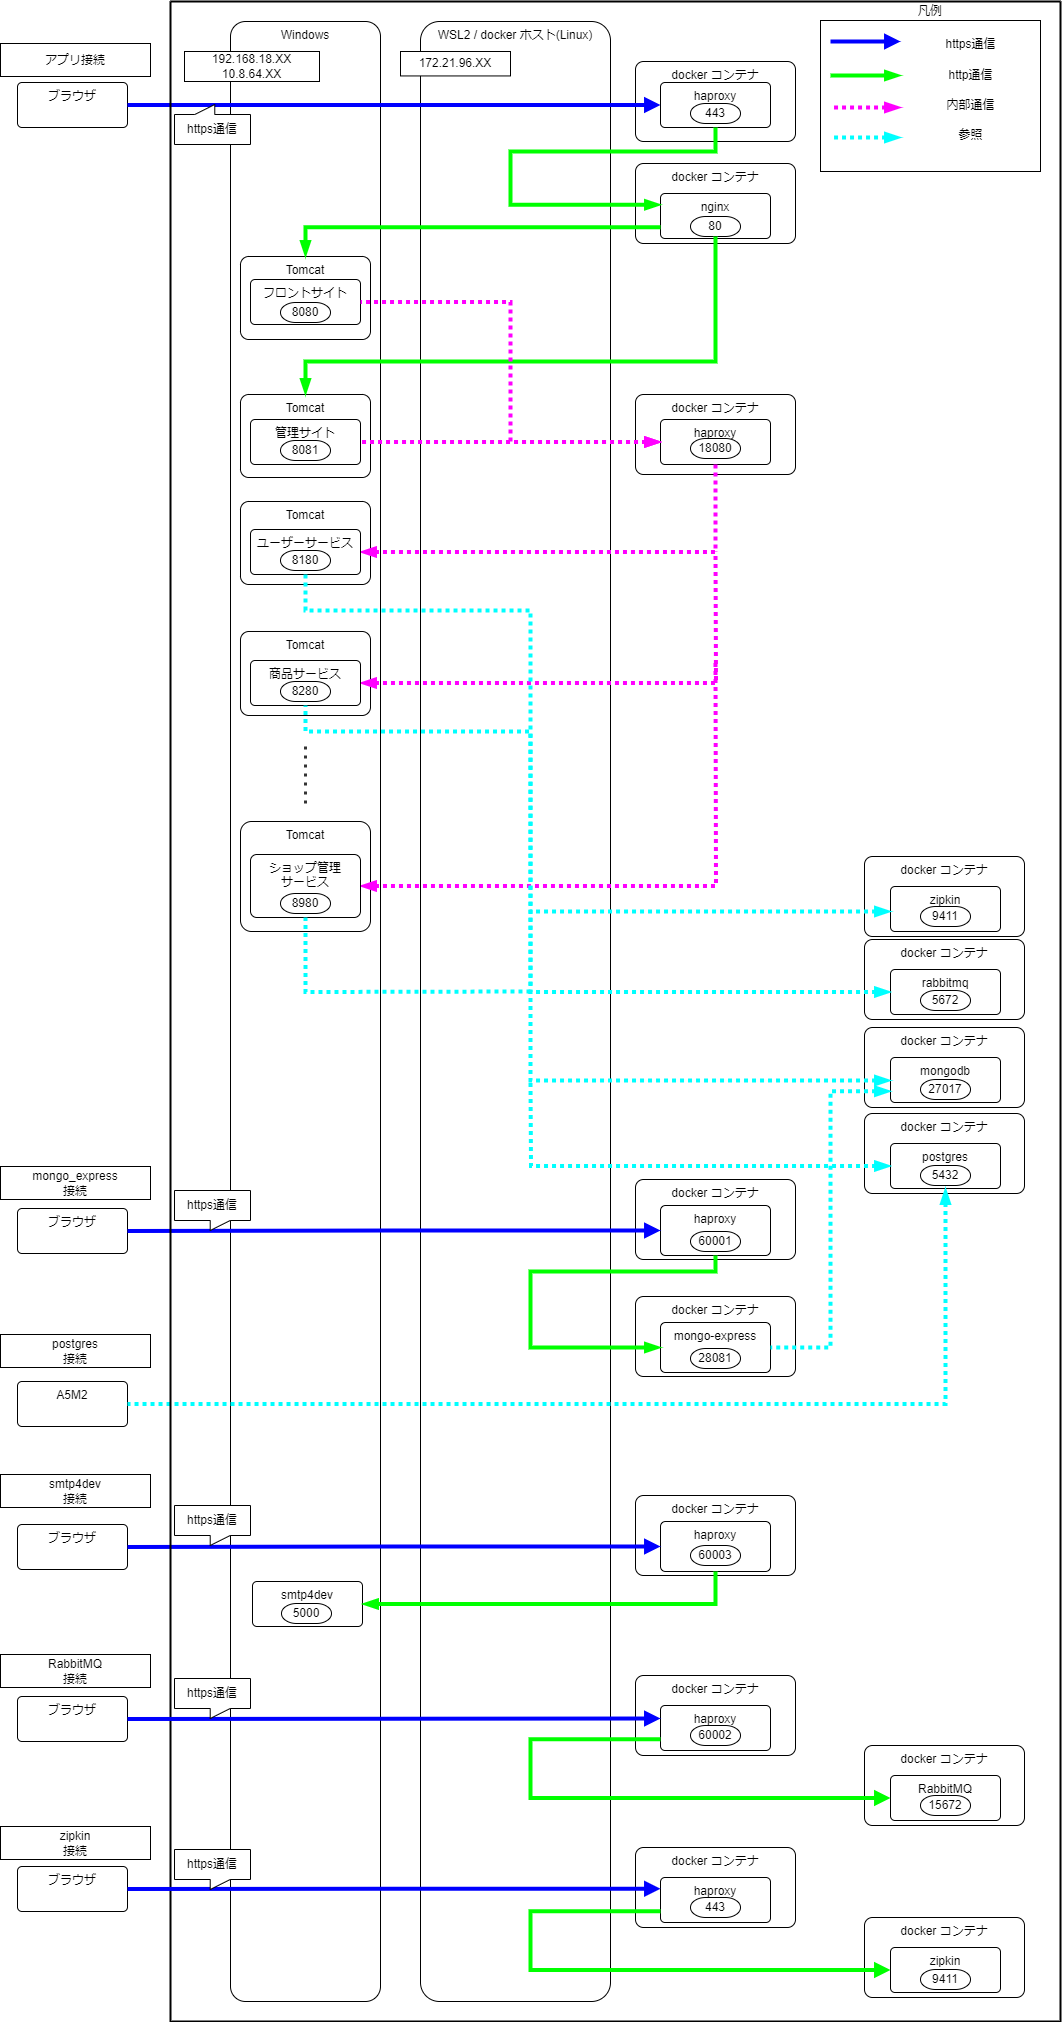 凡例
https通信
http通信
内部通信
参照
Windows
192.168.18.XX
10.8.64.XX
WSL2 / docker ホスト(Linux)
172.21.96.XX
アプリ接続
ブラウザ
https通信
docker コンテナ
haproxy
443
docker コンテナ
nginx
80
Tomcat
フロントサイト
8080
Tomcat
管理サイト
8081
docker コンテナ
haproxy
18080
Tomcat
ユーザーサービス
8180
Tomcat
商品サービス
8280
Tomcat
ショップ管理
サービス
8980
docker コンテナ
zipkin
9411
docker コンテナ
rabbitmq
5672
docker コンテナ
mongodb
27017
docker コンテナ
postgres
5432
mongo_express
接続
ブラウザ
https通信
docker コンテナ
haproxy
60001
docker コンテナ
mongo-express
28081
postgres
接続
A5M2
smtp4dev
接続
ブラウザ
https通信
docker コンテナ
haproxy
60003
smtp4dev
5000
RabbitMQ
接続
ブラウザ
https通信
docker コンテナ
haproxy
60002
docker コンテナ
RabbitMQ
15672
zipkin
接続
ブラウザ
https通信
docker コンテナ
haproxy
443
docker コンテナ
zipkin
9411